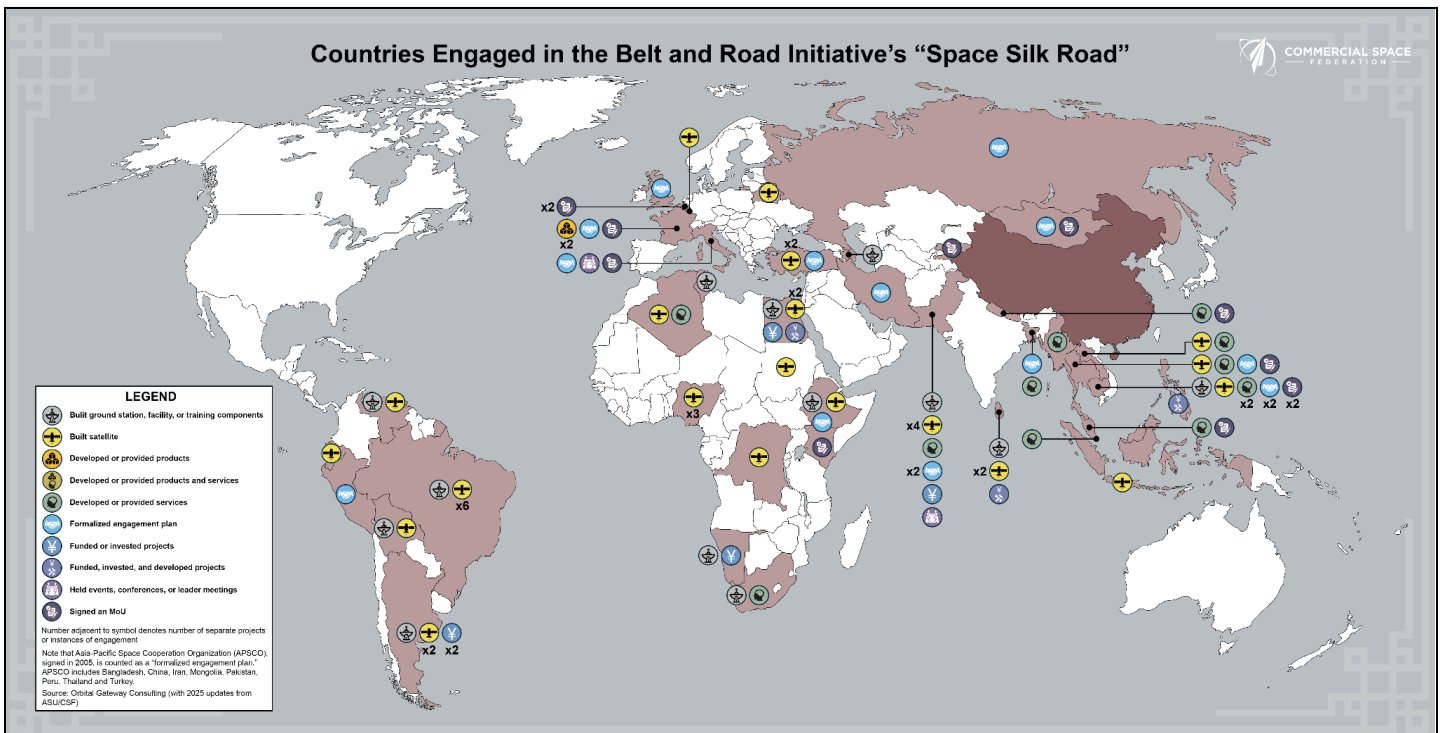 Countries Engaged in the Belt and Road Initiative's “Space Silk Road”
COMMERCIAL SPACE
FEDERATION
x2
x2
x2
x2
x3
x6
x2
x2
x4
x2
x2
x2
x2
x2
¥
¥
¥
¥
LEGEND
Bulit ground station, facility, or training components
Built satellite
Developed or provided products
Developed or provided products and services
Developed or provided services
Formalized engagement plan
¥
Funded or invested projects
Funded, invested, and developed projects
Held events, conferences, or leader meetings
Signed an MoU
Number adjacent to symbol denotes number of separate projects
or instances of engagement
Note that Asia-Pacific Space Cooperation Organization (APSCO),
signed in 2005, is counted as a “formalized engagement plan.”
APSCO includes Bangladesh, China, Iran, Mongolia, Pakistan,
Peru, Thailand and Turkey.
Source: Orbital Gateway Consulting (with 2025 updates from
ASU/CSF)